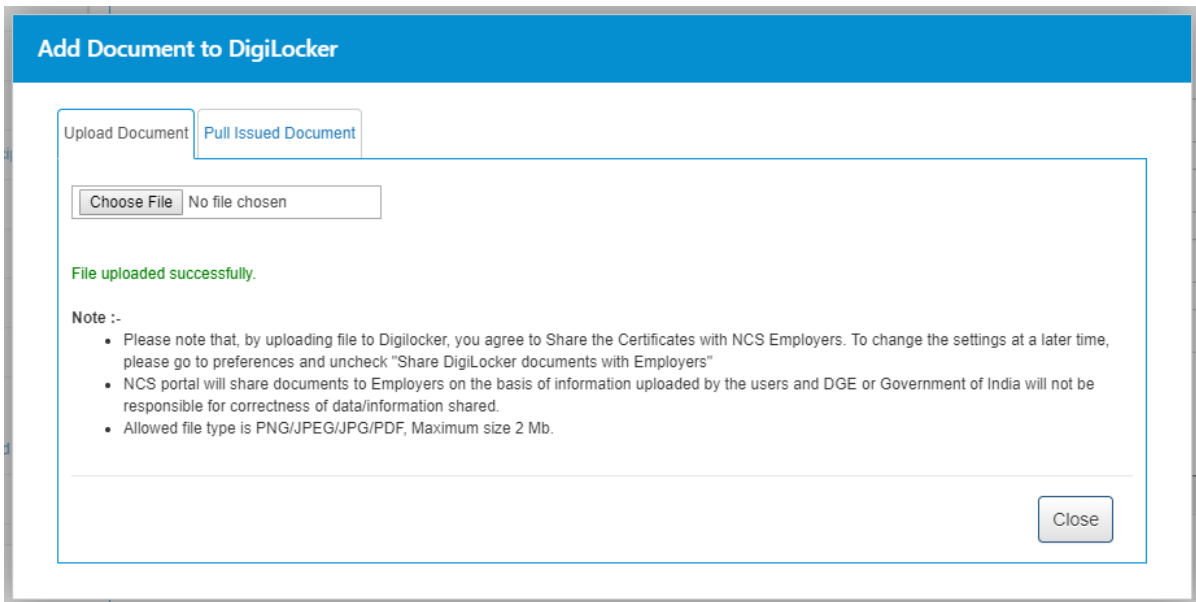 Add Document to DigiLocker
Upload Document
Pull Issued Document
Choose File No file chosen
File uploaded successfully.
Note :-
• Please note that, by uploading file to Digilocker, you agree to Share the Certificates with NCS Employers. To change the settings at a later time,
please go to preferences and uncheck "Share DigiLocker documents with Employers"
• NCS portal will share documents to Employers on the basis of information uploaded by the users and DGE or Government of India will not be
responsible for correctness of data/information shared.
• Allowed file type is PNG/JPEG/JPG/PDF, Maximum size 2 Mb.
Close